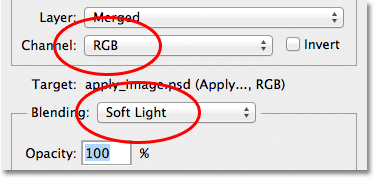 Layer: Merged
Channel: RGB Invert
Target: apply_image.psd (Apply..., RGB)
Blending: Soft Light
Opacity: 100 %